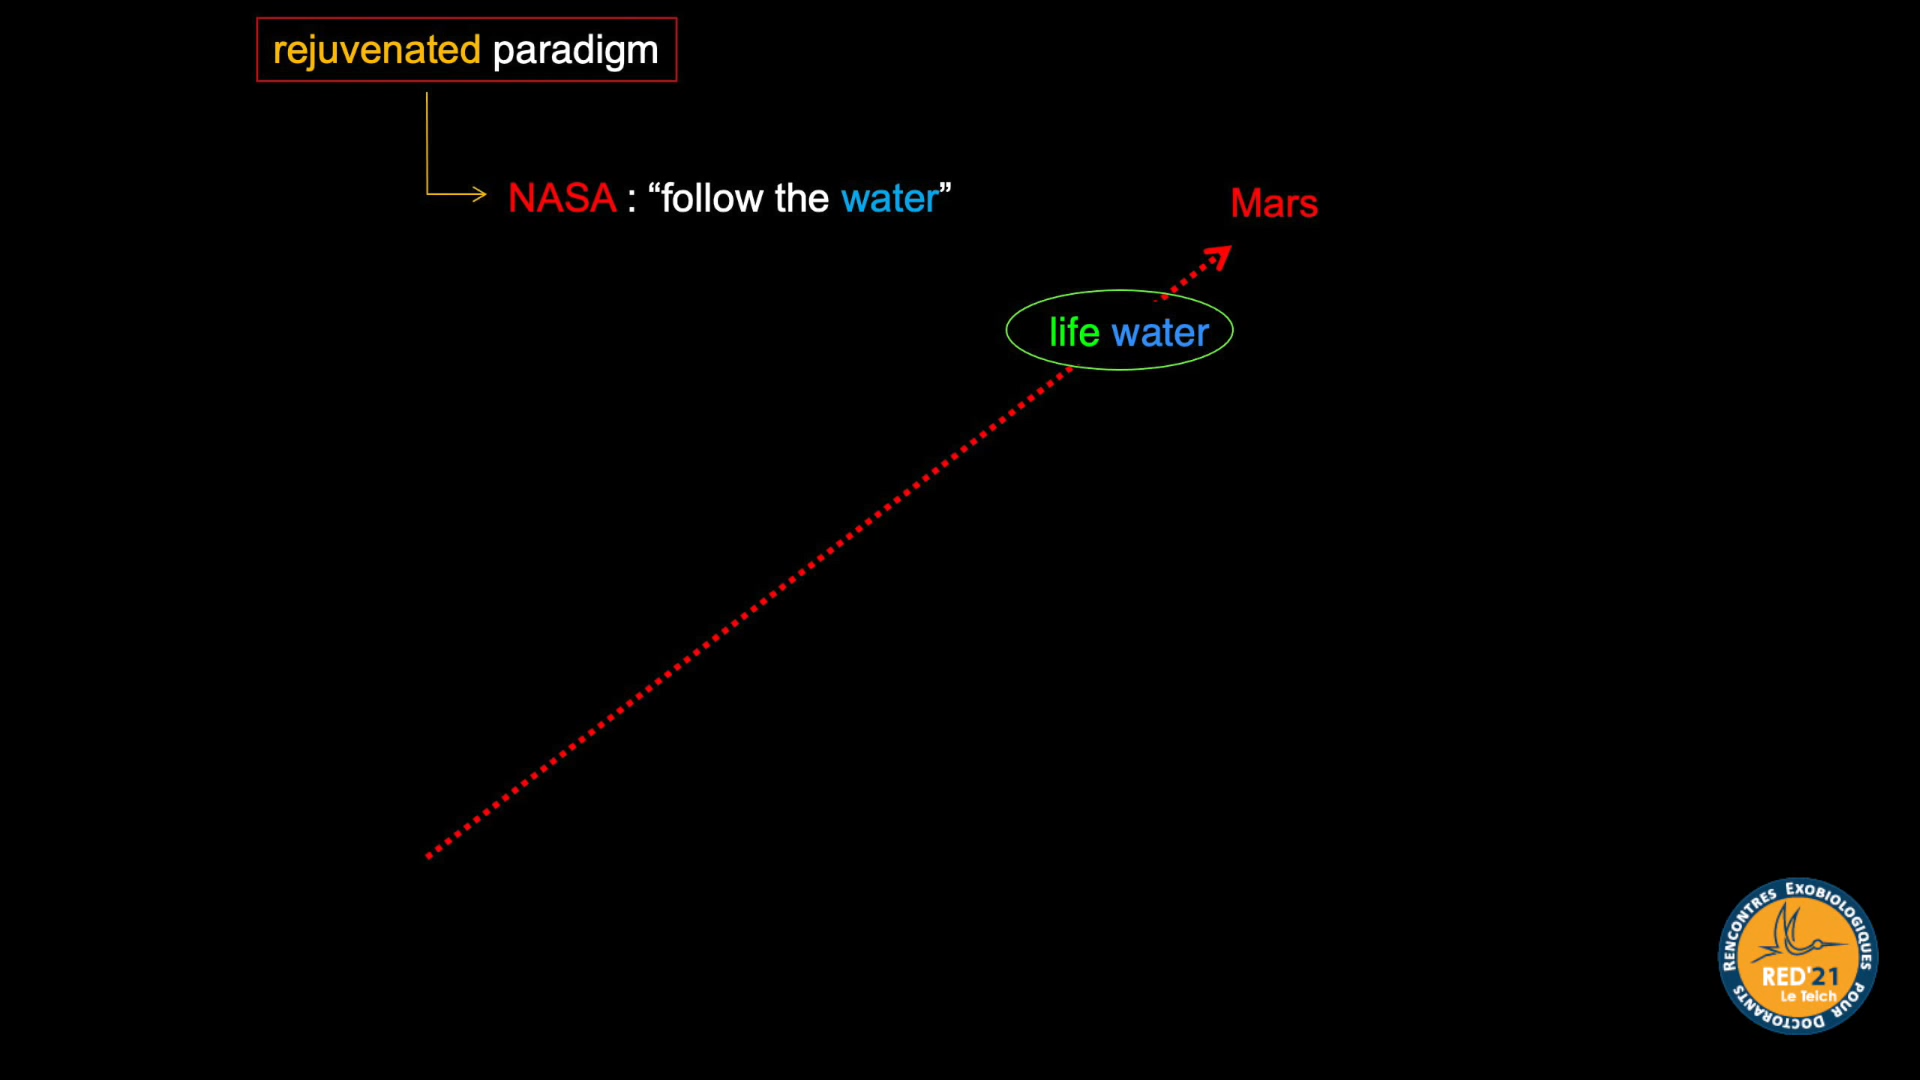 rejuvenated paradigm
NASA : “follow the water”
Mars
life water
RENCONTRES EXOBIOLOGIQUES POUR DOCTORANTS
RED'21
Le Teich